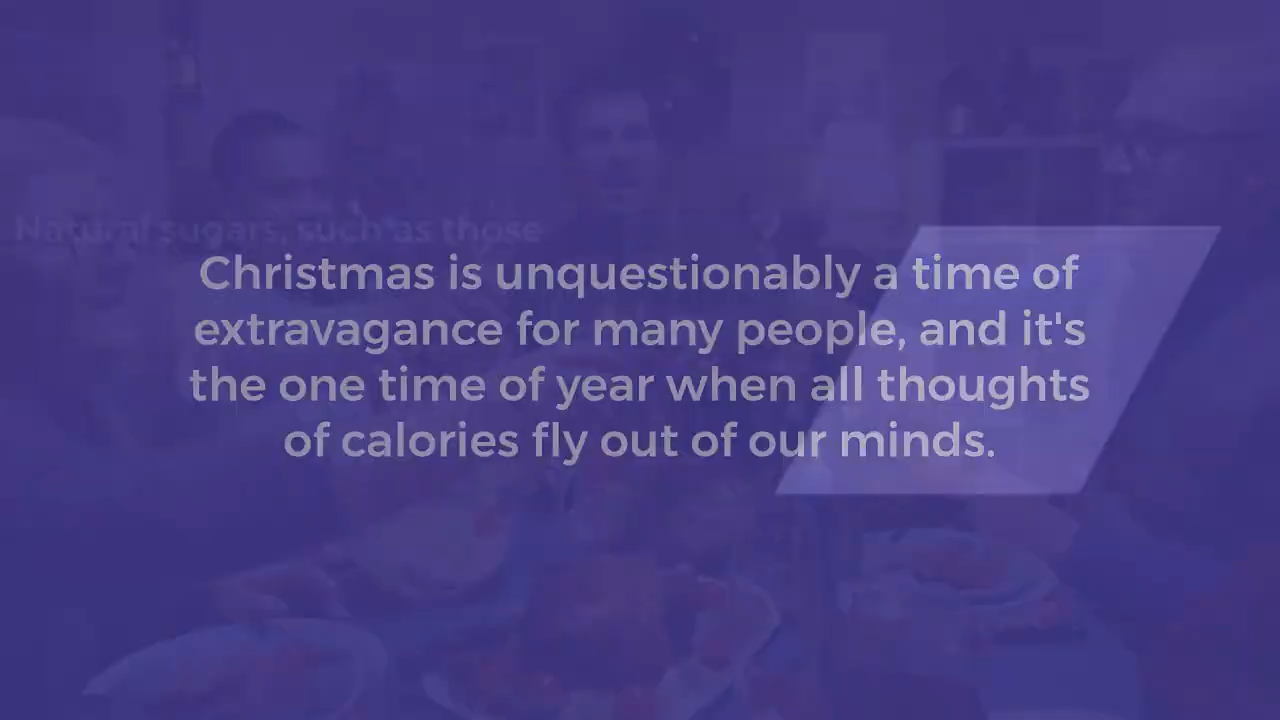 Natural sugars, such as those
Christmas is unquestionably a time of
extravagance for many people, and it's
the one time of year when all thoughts
of calories fly out of our minds.